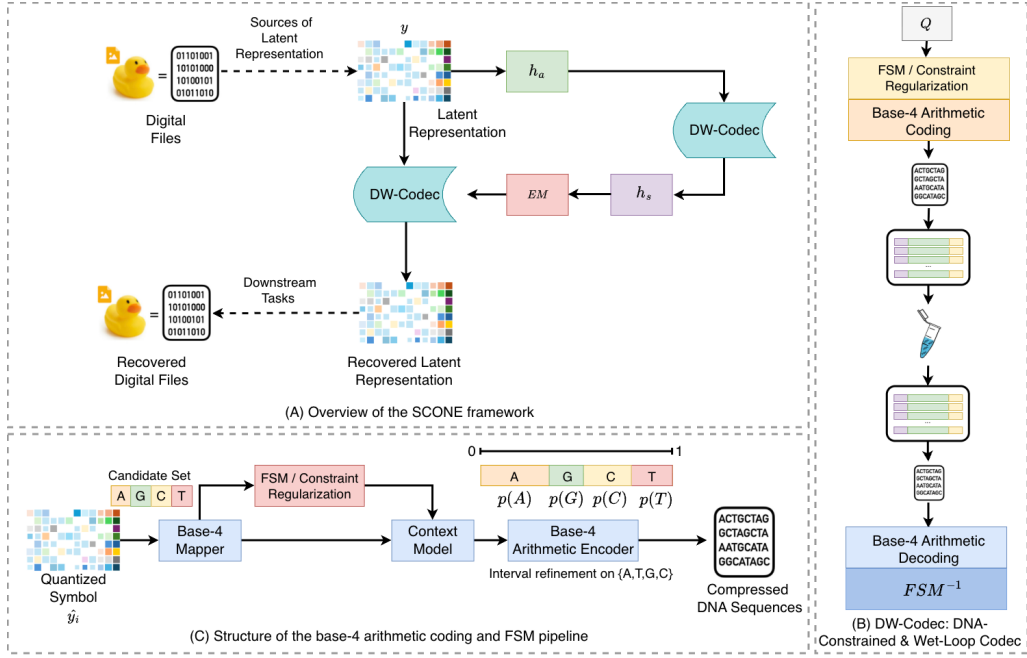 Sources of
Latent
Representation
y
01101001
10101000
10100101
01011010
=
Digital
Files
Latent
Representation
h_a
DW-Codec
DW-Codec
EM
h_s
Downstream
Tasks
01101001
10101000
10100101
01011010
=
Recovered
Digital Files
Recovered Latent
Representation
(A) Overview of the SCONE framework
Candidate Set
A G C T
FSM / Constraint
Regularization
0 1
A G C T
p(A) p(G) p(C) p(T)
Base-4
Mapper
Context
Model
Base-4
Arithmetic Encoder
Interval refinement on {A,T,G,C}
ACTGCTAG
GCTAGCTA
AATGCATA
GGCATAGC
Quantized
Symbol
ŷ_i
Compressed
DNA Sequences
(C) Structure of the base-4 arithmetic coding and FSM pipeline
Q
FSM / Constraint
Regularization
Base-4 Arithmetic
Coding
ACTGCTAG
GCTAGCTA
AATGCATA
GGCATAGC
...
...
ACTGCTAG
GCTAGCTA
AATGCATA
GGCATAGC
Base-4 Arithmetic
Decoding
FSM⁻¹
(B) DW-Codec: DNA-
Constrained & Wet-Loop Codec